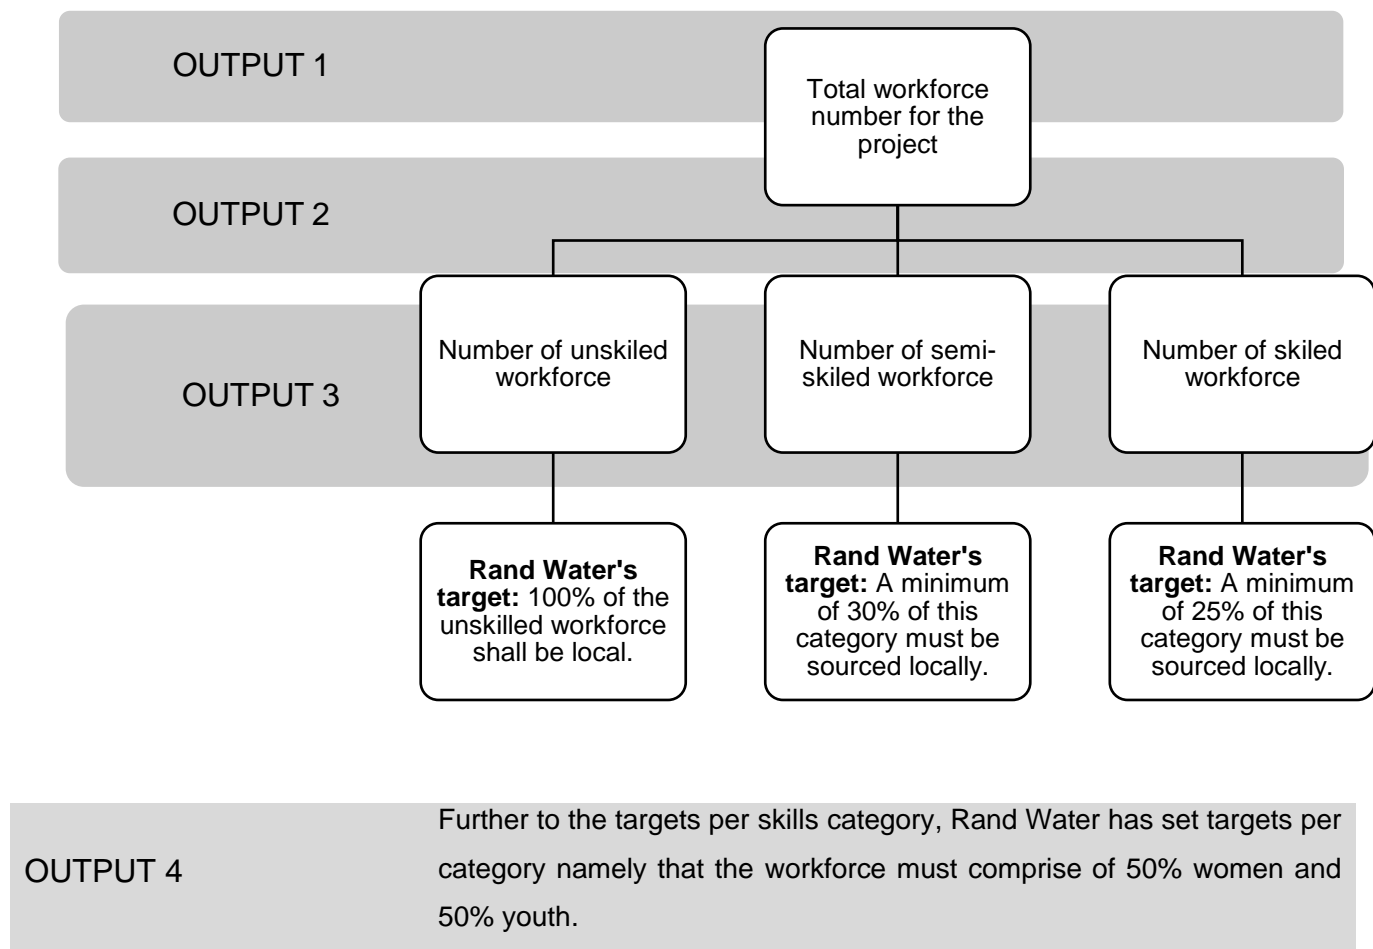 OUTPUT 1
Total workforce
number for the
project
OUTPUT 2
Number of unskiled
workforce
Number of semi-
skiled workforce
Number of skiled
workforce
OUTPUT 3
Rand Water's
target: 100% of the
unskilled workforce
shall be local.
Rand Water's
target: A minimum
of 30% of this
category must be
sourced locally.
Rand Water's
target: A minimum
of 25% of this
category must be
sourced locally.
OUTPUT 4
Further to the targets per skills category, Rand Water has set targets per
category namely that the workforce must comprise of 50% women and
50% youth.